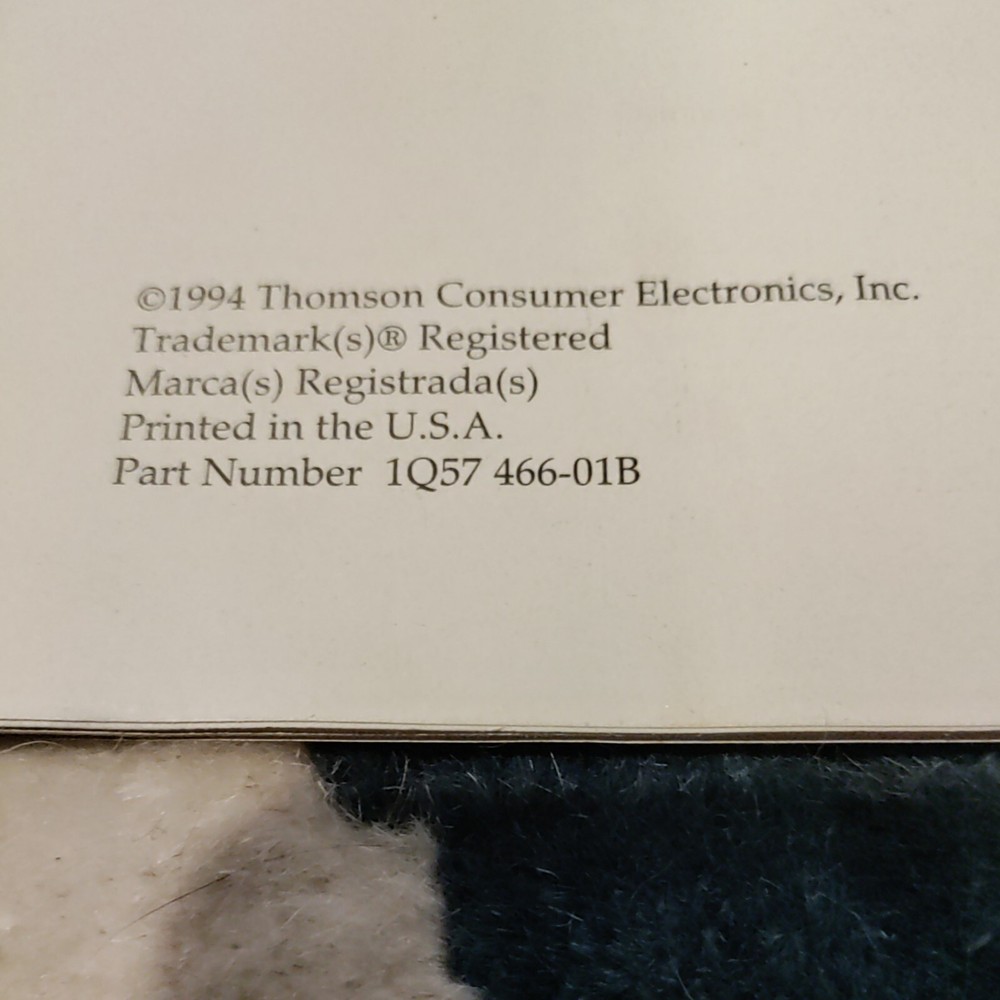 ©1994 Thomson Consumer Electronics, Inc.
Trademark(s)® Registered
Marca(s) Registrada(s)
Printed in the U.S.A.
Part Number 1Q57 466-01B